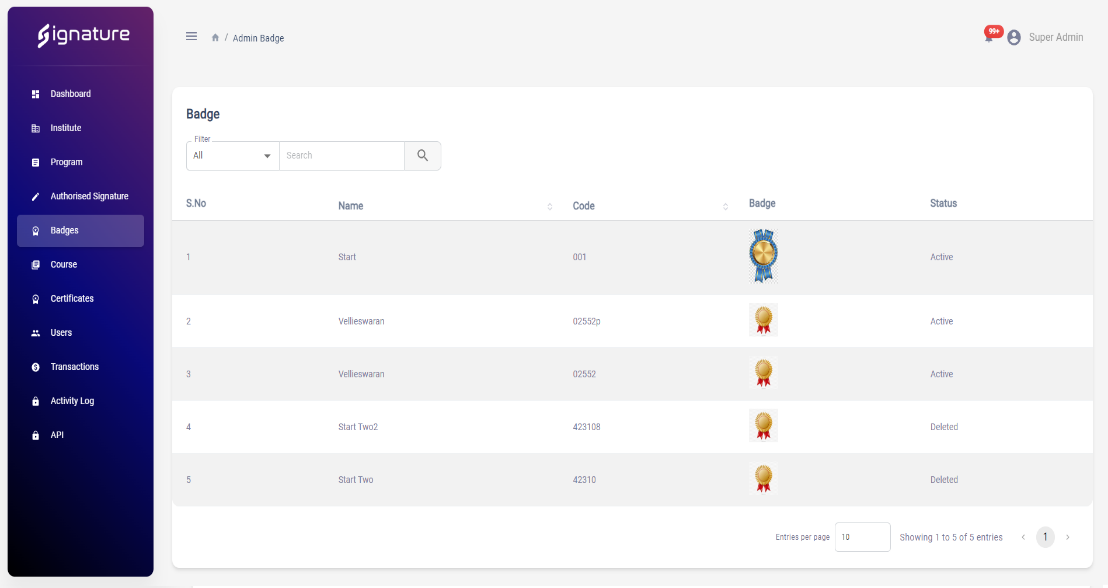 Signature
/ Admin Badge
99+
Super Admin
Dashboard
Institute
Program
Authorised Signature
Badges
Course
Certificates
Users
Transactions
Activity Log
API
Badge
Filter
All
Search
S.No Name Code Badge Status
1 Start 001 Active
2 Vellieswaran 02552p Active
3 Vellieswaran 02552 Active
4 Start Two2 423108 Deleted
5 Start Two 42310 Deleted
Entries per page 10 Showing 1 to 5 of 5 entries 1